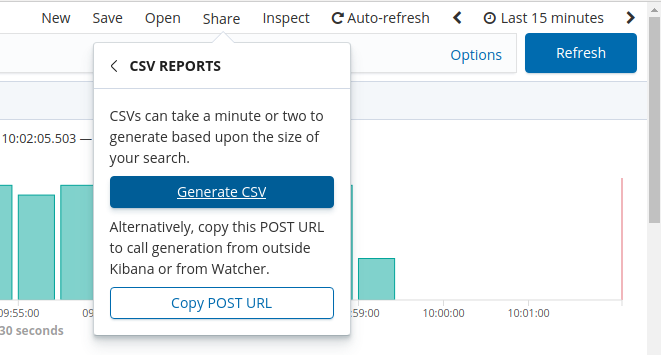 New Save Open Share Inspect Auto-refresh Last 15 minutes
Options Refresh
CSV REPORTS
CSVs can take a minute or two to
generate based upon the size of
your search.
10:02:05.503 —
Generate CSV
Alternatively, copy this POST URL
to call generation from outside
Kibana or from Watcher.
Copy POST URL
09:55:00 :59:00 10:00:00 10:01:00
30 seconds